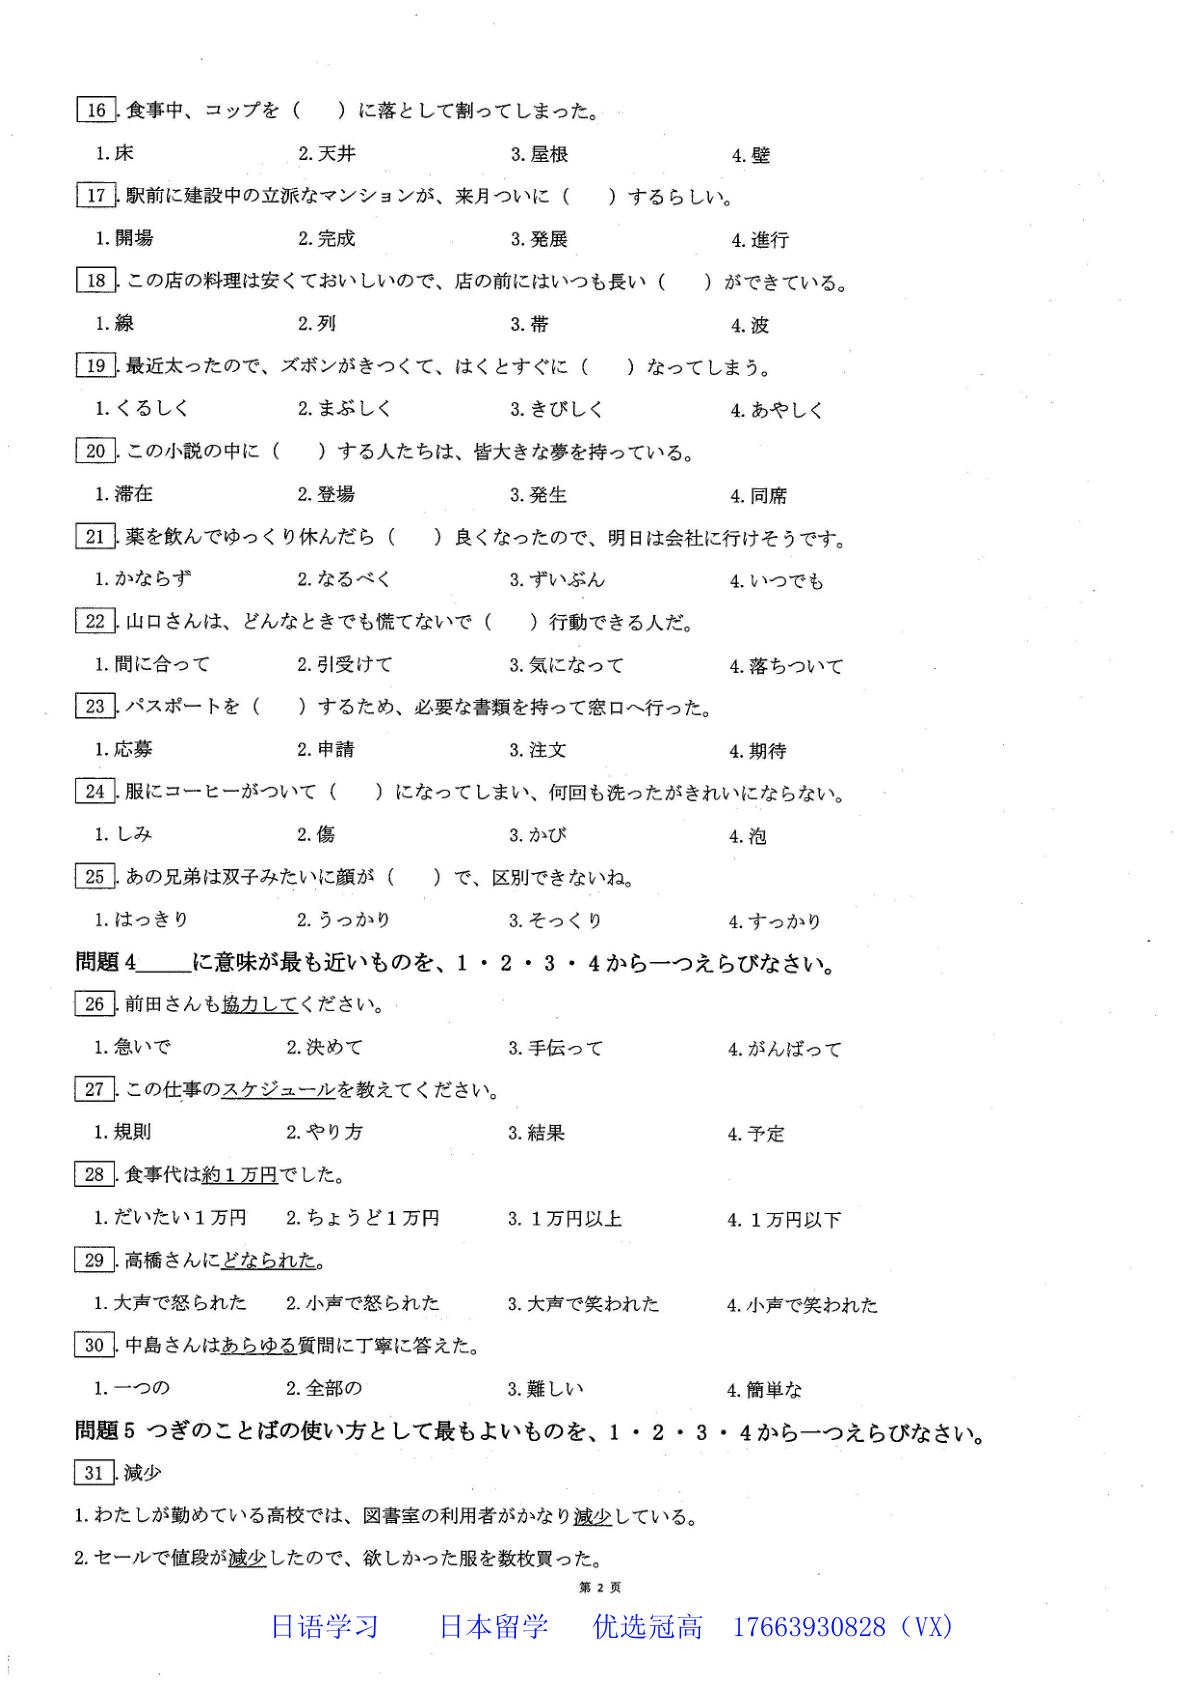 16.食事中、コップを（　　）に落として割ってしまった。
1.床 2.天井 3.屋根 4.壁
17.駅前に建設中の立派なマンションが、来月ついに（　　）するらしい。
1.開場 2.完成 3.発展 4.進行
18.この店の料理は安くておいしいので、店の前にはいつも長い（　　）ができている。
1.線 2.列 3.帯 4.波
19.最近太ったので、ズボンがきつくて、はくとすぐに（　　）なってしまう。
1.くるしく 2.まぶしく 3.きびしく 4.あやしく
20.この小説の中に（　　）する人たちは、皆大きな夢を持っている。
1.滞在 2.登場 3.発生 4.同席
21.薬を飲んでゆっくり休んだら（　　）良くなったので、明日は会社に行けそうです。
1.かならず 2.なるべく 3.ずいぶん 4.いつでも
22.山口さんは、どんなときでも慌てないで（　　）行動できる人だ。
1.間に合って 2.引受けて 3.気になって 4.落ちついて
23.パスポートを（　　）するため、必要な書類を持って窓口へ行った。
1.応募 2.申請 3.注文 4.期待
24.服にコーヒーがついて（　　）になってしまい、何回も洗ったがきれいにならない。
1.しみ 2.傷 3.かび 4.泡
25.あの兄弟は双子みたいに顔が（　　）で、区別できないね。
1.はっきり 2.うっかり 3.そっくり 4.すっかり
問題4____に意味が最も近いものを、1・2・3・4から一つえらびなさい。
26.前田さんも協力してください。
1.急いで 2.決めて 3.手伝って 4.がんばって
27.この仕事のスケジュールを教えてください。
1.規則 2.やり方 3.結果 4.予定
28.食事代は約１万円でした。
1.だいたい１万円 2.ちょうど１万円 3.１万円以上 4.１万円以下
29.高橋さんにどなられた。
1.大声で怒られた 2.小声で怒られた 3.大声で笑われた 4.小声で笑われた
30.中島さんはあらゆる質問に丁寧に答えた。
1.一つの 2.全部の 3.難しい 4.簡単な
問題5 つぎのことばの使い方として最もよいものを、1・2・3・4から一つえらびなさい。
31.減少
1.わたしが勤めている高校では、図書室の利用者がかなり減少している。
2.セールで値段が減少したので、欲しかった服を数枚買った。
第 2 页
日语学习 日本留学 优选冠高 17663930828（VX)